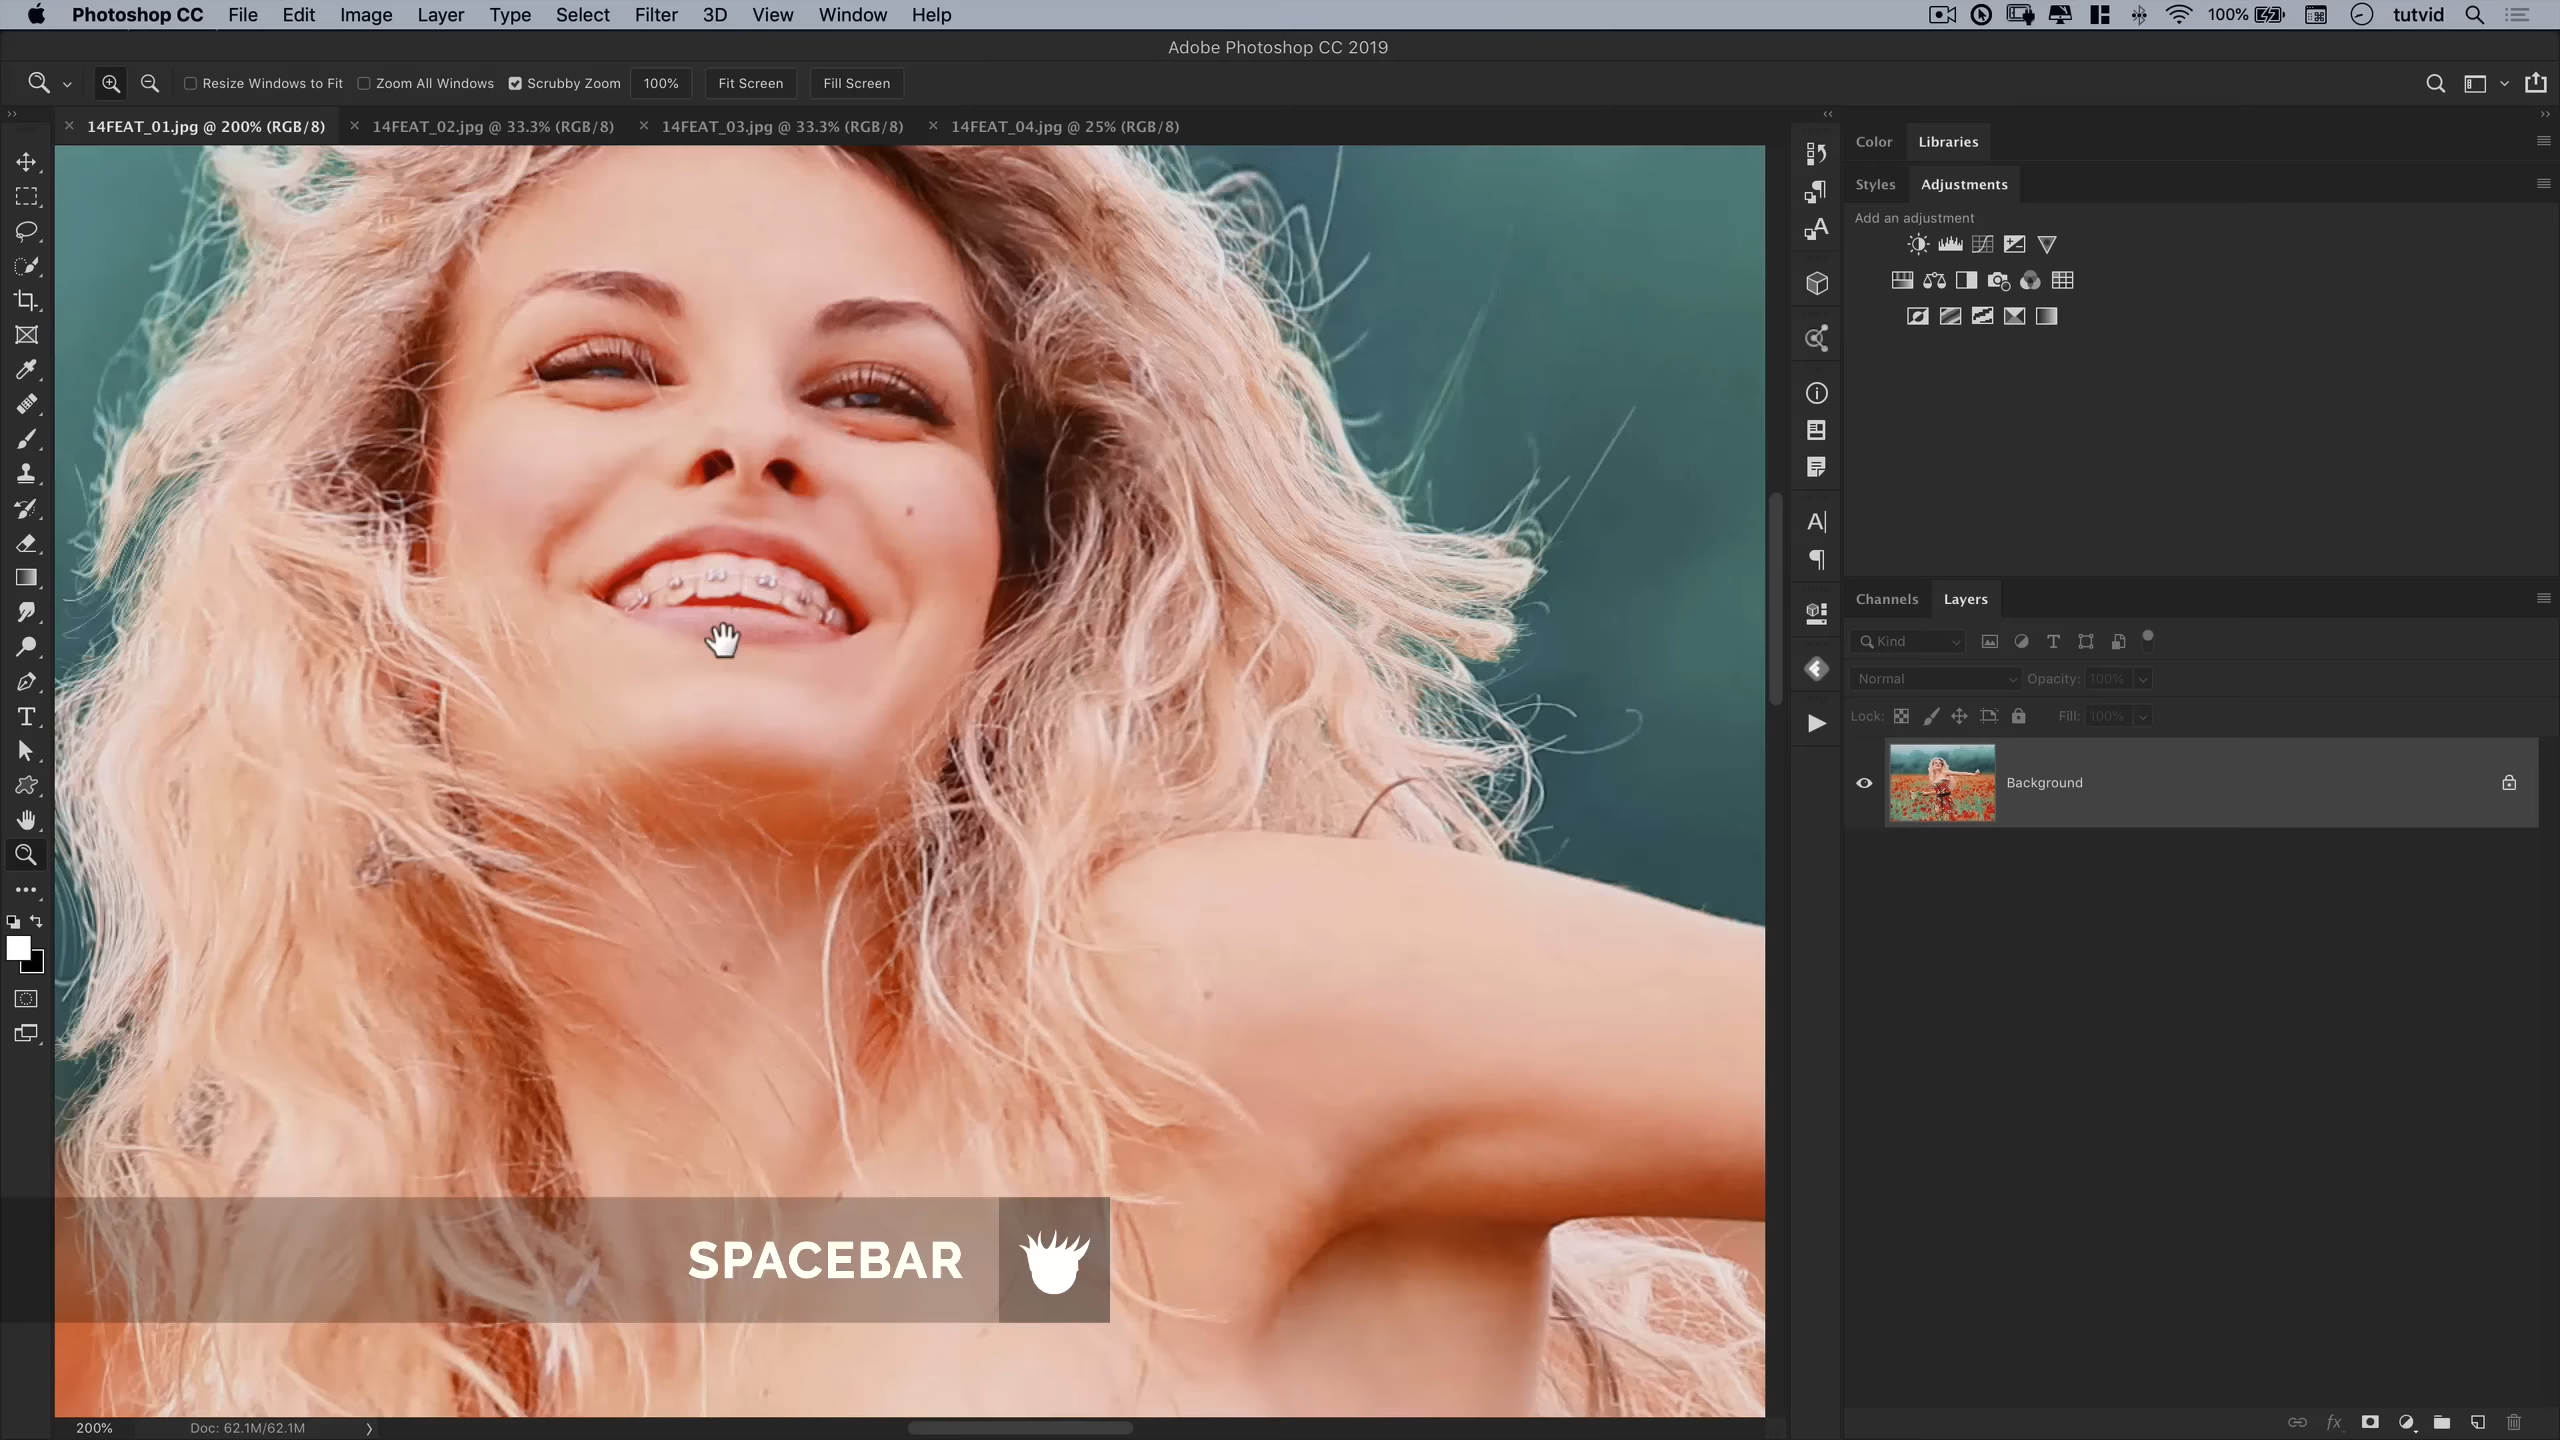 Photoshop CC File Edit Image Layer Type Select Filter 3D View Window Help 100% tutvid
Adobe Photoshop CC 2019
Resize Windows to Fit Zoom All Windows Scrubby Zoom 100% Fit Screen Fill Screen
14FEAT_01.jpg @ 200% (RGB/8) 14FEAT_02.jpg @ 33.3% (RGB/8) 14FEAT_03.jpg @ 33.3% (RGB/8) 14FEAT_04.jpg @ 25% (RGB/8)
Color Libraries
Styles Adjustments
Add an adjustment
Channels Layers
Kind
Normal Opacity: 100%
Lock: Fill: 100%
Background
SPACEBAR
200% Doc: 62.1M/62.1M